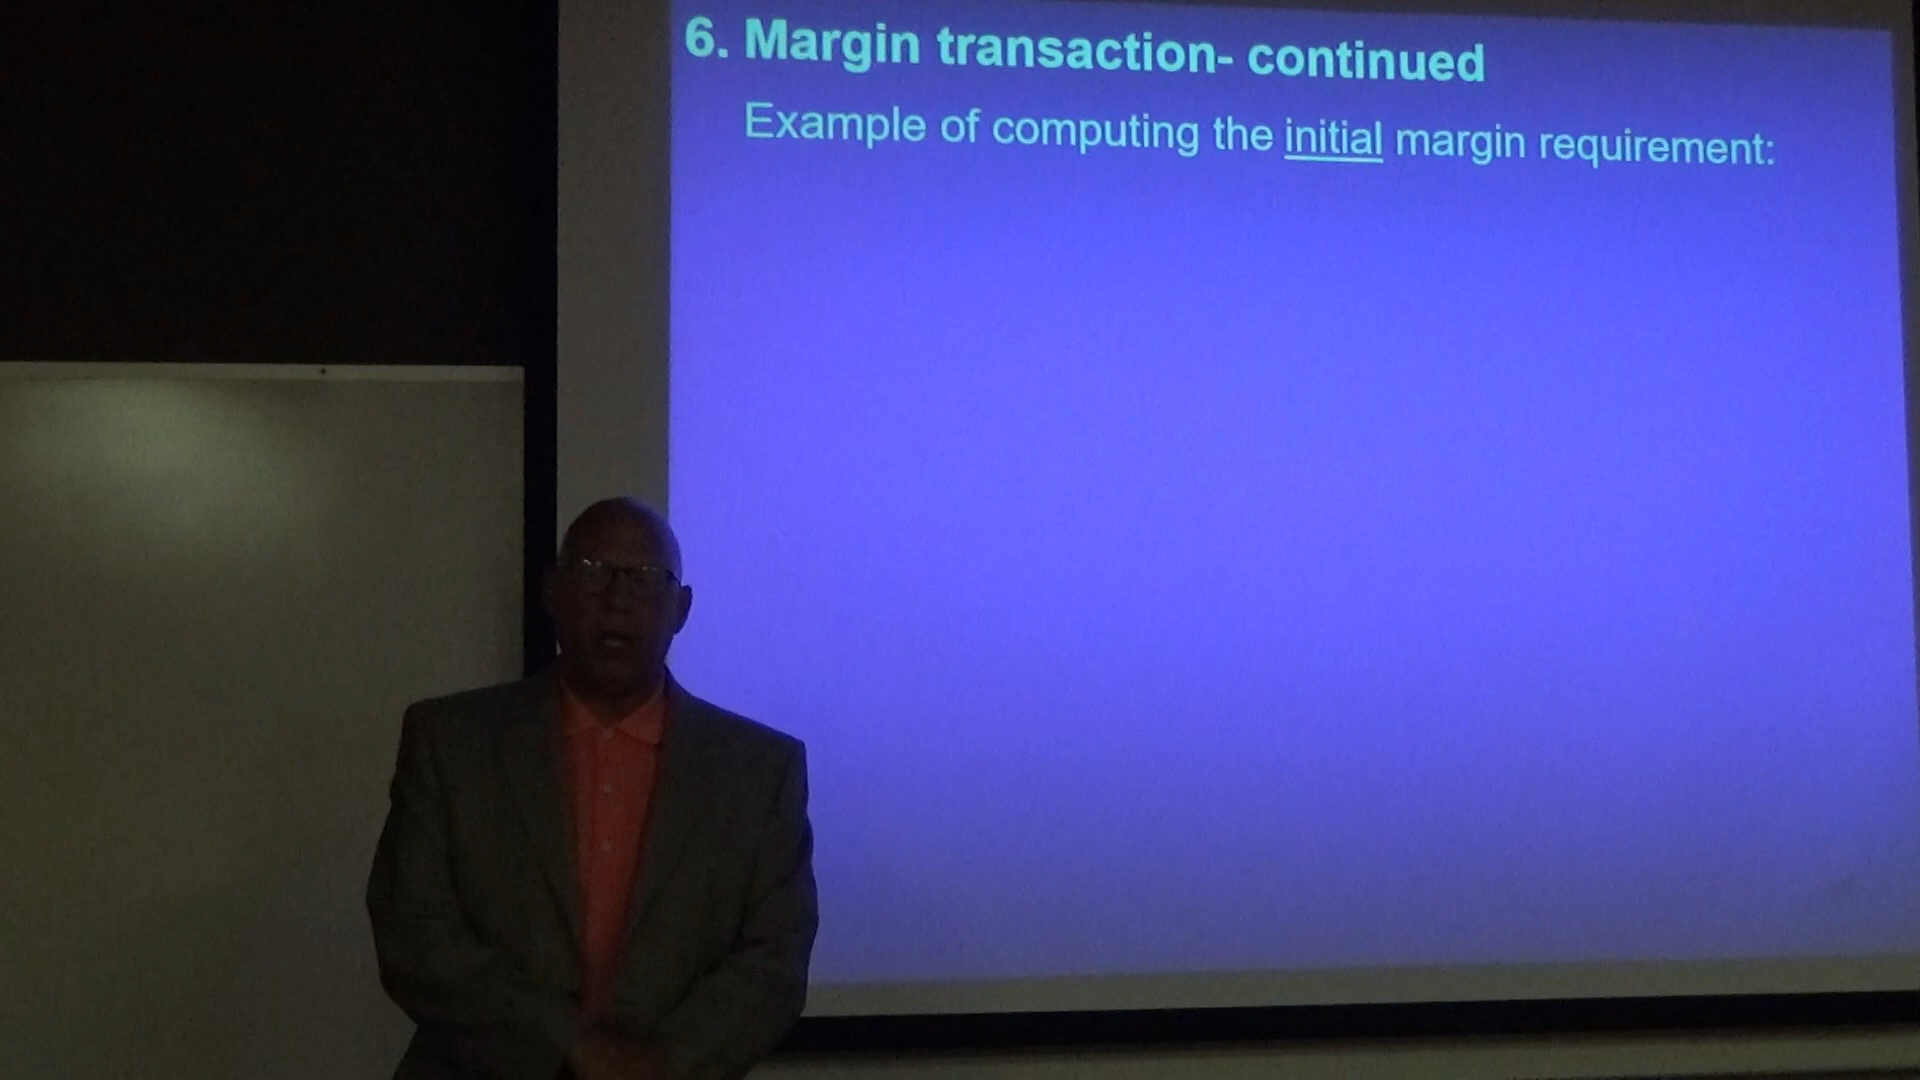 6. Margin transaction- continued
Example of computing the initial margin requirement: